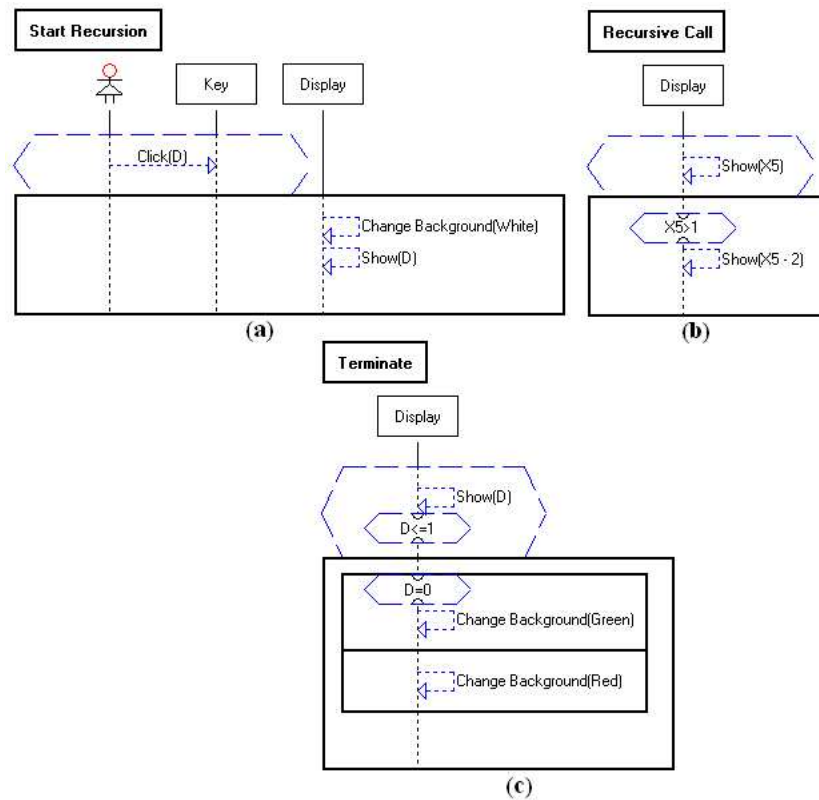 Start Recursion
Key
Display
Click(D)
Change Background(White)
Show(D)
(a)
Recursive Call
Display
Show(X5)
X5>1
Show(X5 - 2)
(b)
Terminate
Display
Show(D)
D<=1
D=0
Change Background(Green)
Change Background(Red)
(c)